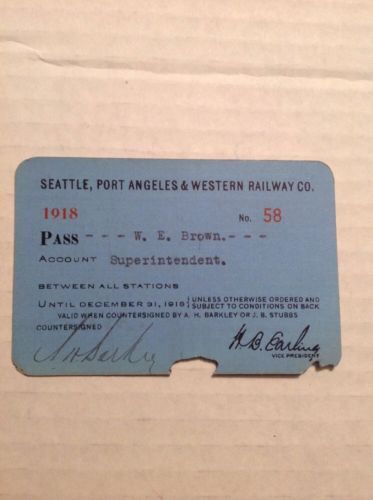 SEATTLE, PORT ANGELES & WESTERN RAILWAY CO.
1918 No. 58
PASS - - - W. E. Brown. - - -
ACCOUNT Superintendent.
BETWEEN ALL STATIONS
UNTIL DECEMBER 31, 1918 { UNLESS OTHERWISE ORDERED AND
SUBJECT TO CONDITIONS ON BACK
VALID WHEN COUNTERSIGNED BY A. H. BARKLEY OR J. B. STUBBS
COUNTERSIGNED
A H Barkley
H. B. Earling
VICE PRESIDENT